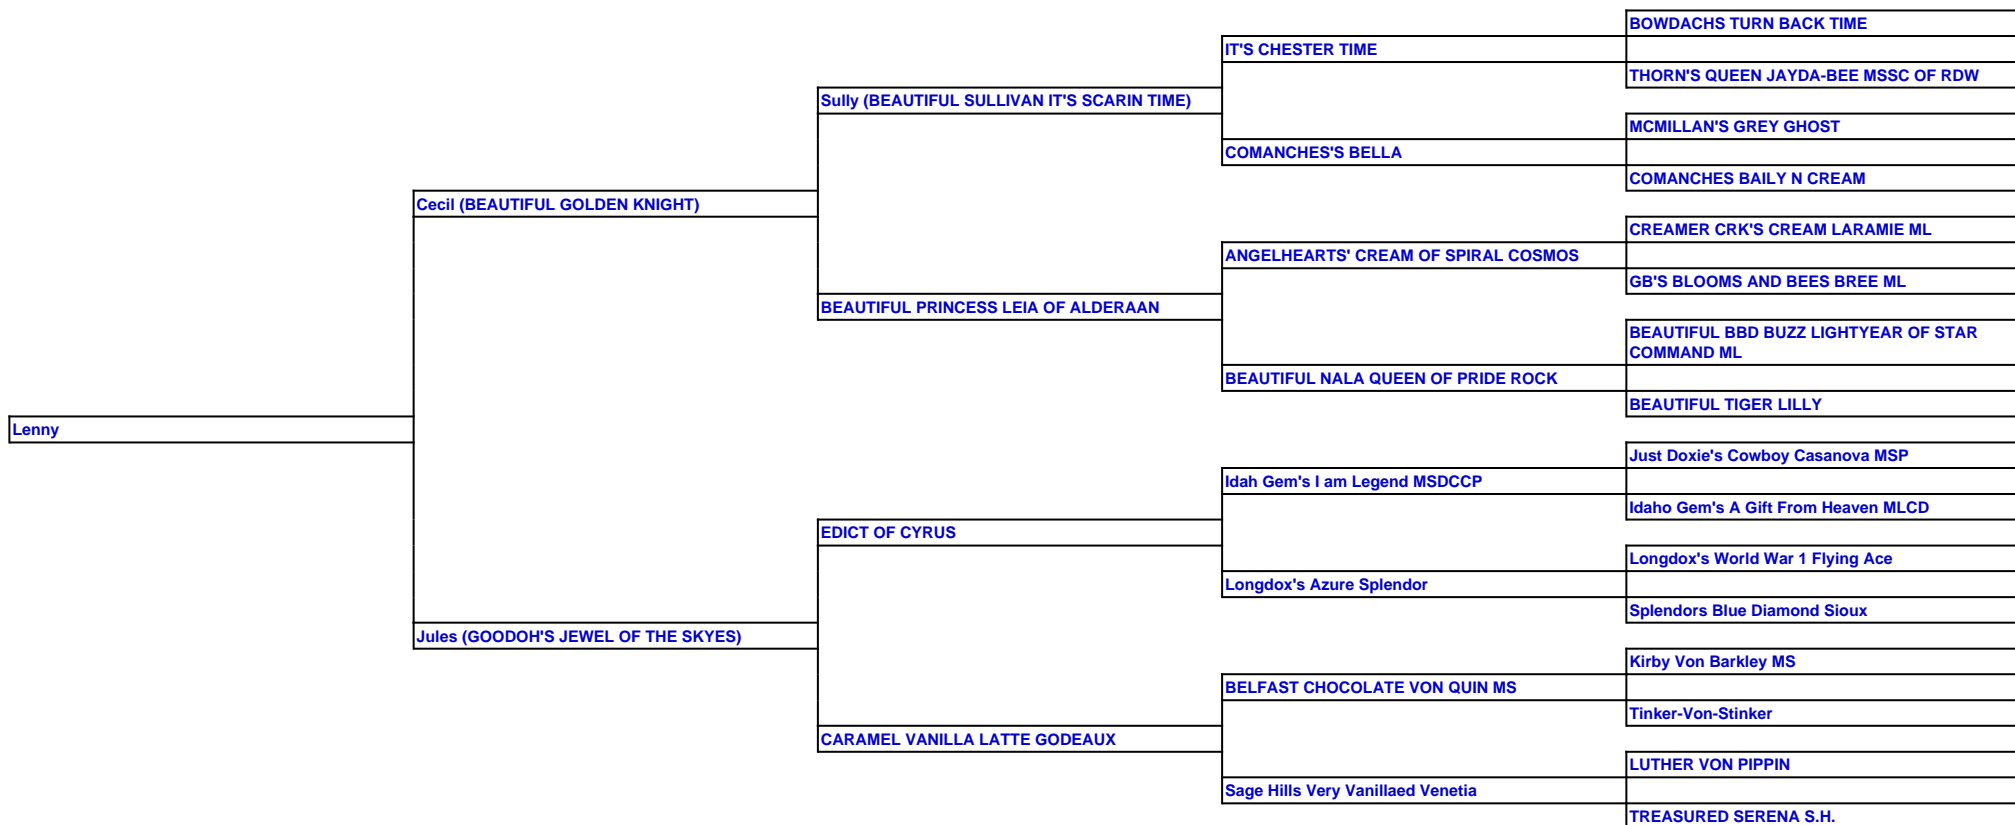 BOWDACHS TURN BACK TIME
IT'S CHESTER TIME
THORN'S QUEEN JAYDA-BEE MSSC OF RDW
Sully (BEAUTIFUL SULLIVAN IT'S SCARIN TIME)
MCMILLAN'S GREY GHOST
COMANCHES'S BELLA
COMANCHES BAILY N CREAM
Cecil (BEAUTIFUL GOLDEN KNIGHT)
CREAMER CRK'S CREAM LARAMIE ML
ANGELHEARTS' CREAM OF SPIRAL COSMOS
GB'S BLOOMS AND BEES BREE ML
BEAUTIFUL PRINCESS LEIA OF ALDERAAN
BEAUTIFUL BBD BUZZ LIGHTYEAR OF STAR
COMMAND ML
BEAUTIFUL NALA QUEEN OF PRIDE ROCK
BEAUTIFUL TIGER LILLY
Lenny
Just Doxie's Cowboy Casanova MSP
Idah Gem's I am Legend MSDCCP
Idaho Gem's A Gift From Heaven MLCD
EDICT OF CYRUS
Longdox's World War 1 Flying Ace
Longdox's Azure Splendor
Splendors Blue Diamond Sioux
Jules (GOODOH'S JEWEL OF THE SKYES)
Kirby Von Barkley MS
BELFAST CHOCOLATE VON QUIN MS
Tinker-Von-Stinker
CARAMEL VANILLA LATTE GODEAUX
LUTHER VON PIPPIN
Sage Hills Very Vanillaed Venetia
TREASURED SERENA S.H.